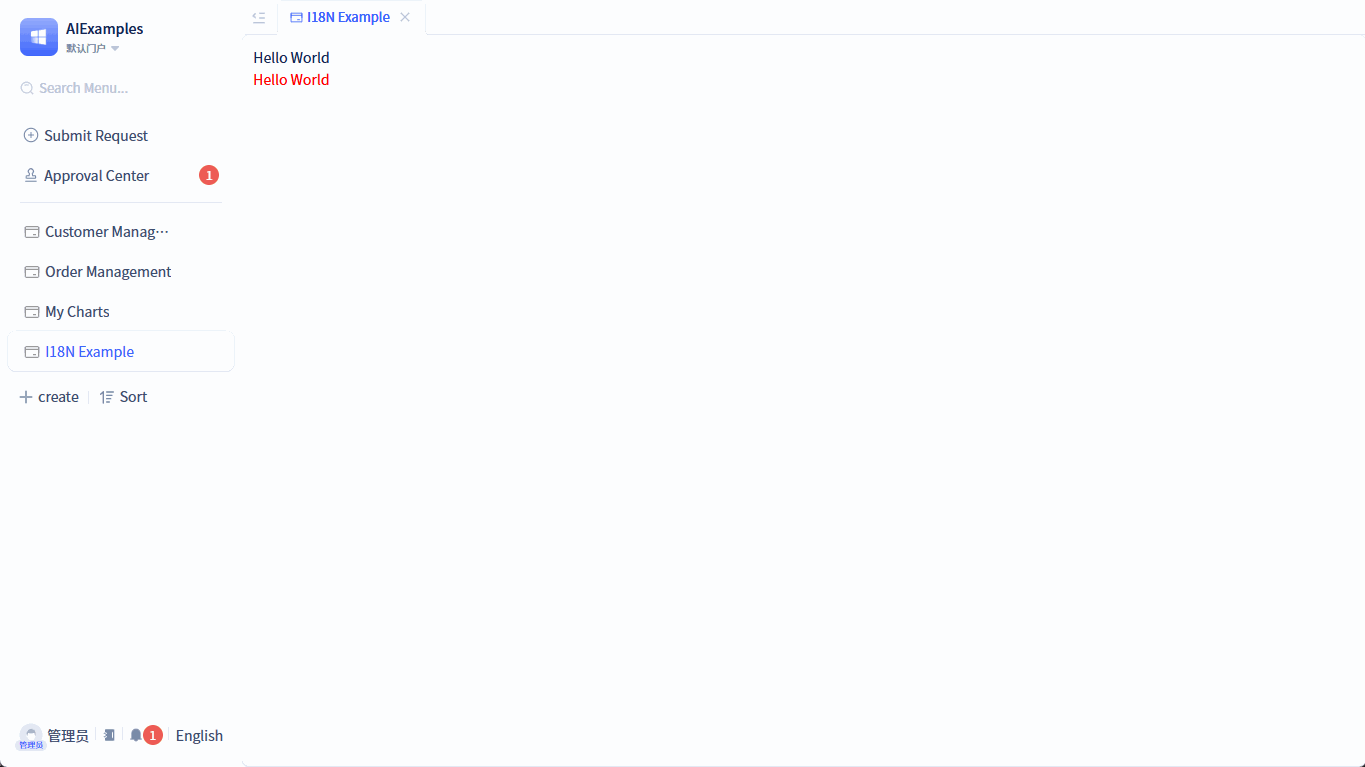 AIExamples
默认门户
Search Menu...
Submit Request
Approval Center 1
Customer Manag···
Order Management
My Charts
I18N Example
create Sort
管理员
管理员 1 English
I18N Example
Hello World
Hello World